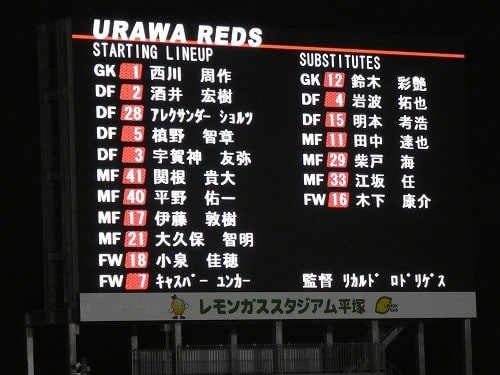 URAWA REDS
STARTING LINEUP
GK 1 西川 周作
DF 2 酒井 宏樹
DF 28 ｱﾚｸｻﾝﾀﾞｰ ｼｮﾙﾂ
DF 5 槙野 智章
DF 3 宇賀神 友弥
MF 41 関根 貴大
MF 40 平野 佑一
MF 17 伊藤 敦樹
MF 21 大久保 智明
FW 18 小泉 佳穂
FW 7 ｷｬｽﾊﾟｰ ﾕﾝｶｰ
SUBSTITUTES
GK 12 鈴木 彩艶
DF 4 岩波 拓也
DF 15 明本 考浩
MF 11 田中 達也
MF 29 柴戸 海
MF 33 江坂 任
FW 16 木下 康介
監督 ﾘｶﾙﾄﾞ ﾛﾄﾞﾘｹﾞｽ
レモンガススタジアム平塚